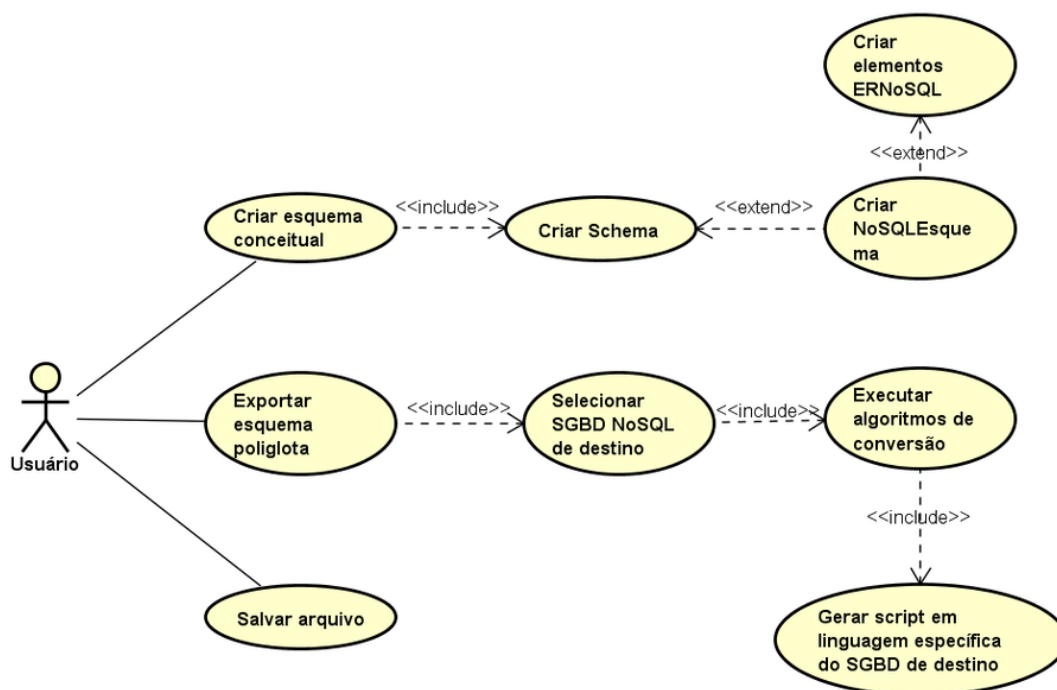 Criar
elementos
ERNoSQL
<<extend>>
Criar esquema
conceitual
<<include>>
Criar Schema
<<extend>>
Criar
NoSQLEsque
ma
Usuário
Exportar
esquema
poliglota
<<include>>
Selecionar
SGBD NoSQL
de destino
<<include>>
Executar
algoritmos de
conversão
<<include>>
Salvar arquivo
Gerar script em
linguagem específica
do SGBD de destino